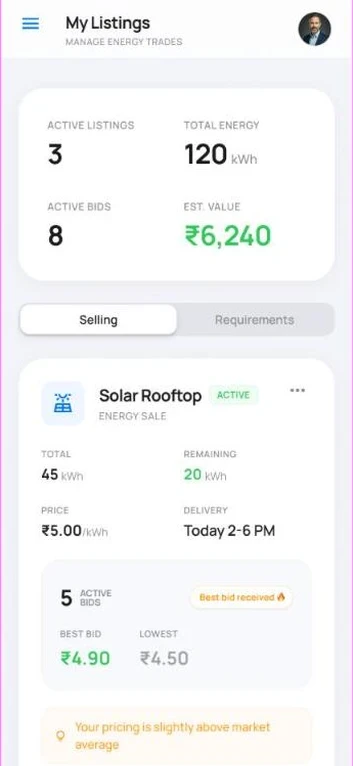 My Listings
MANAGE ENERGY TRADES
ACTIVE LISTINGS
3
TOTAL ENERGY
120 kWh
ACTIVE BIDS
8
EST. VALUE
₹6,240
Selling
Requirements
Solar Rooftop
ACTIVE
ENERGY SALE
TOTAL
45 kWh
REMAINING
20 kWh
PRICE
₹5.00/kWh
DELIVERY
Today 2-6 PM
5
ACTIVE
BIDS
Best bid received🔥
BEST BID
₹4.90
LOWEST
₹4.50
Your pricing is slightly above market
average